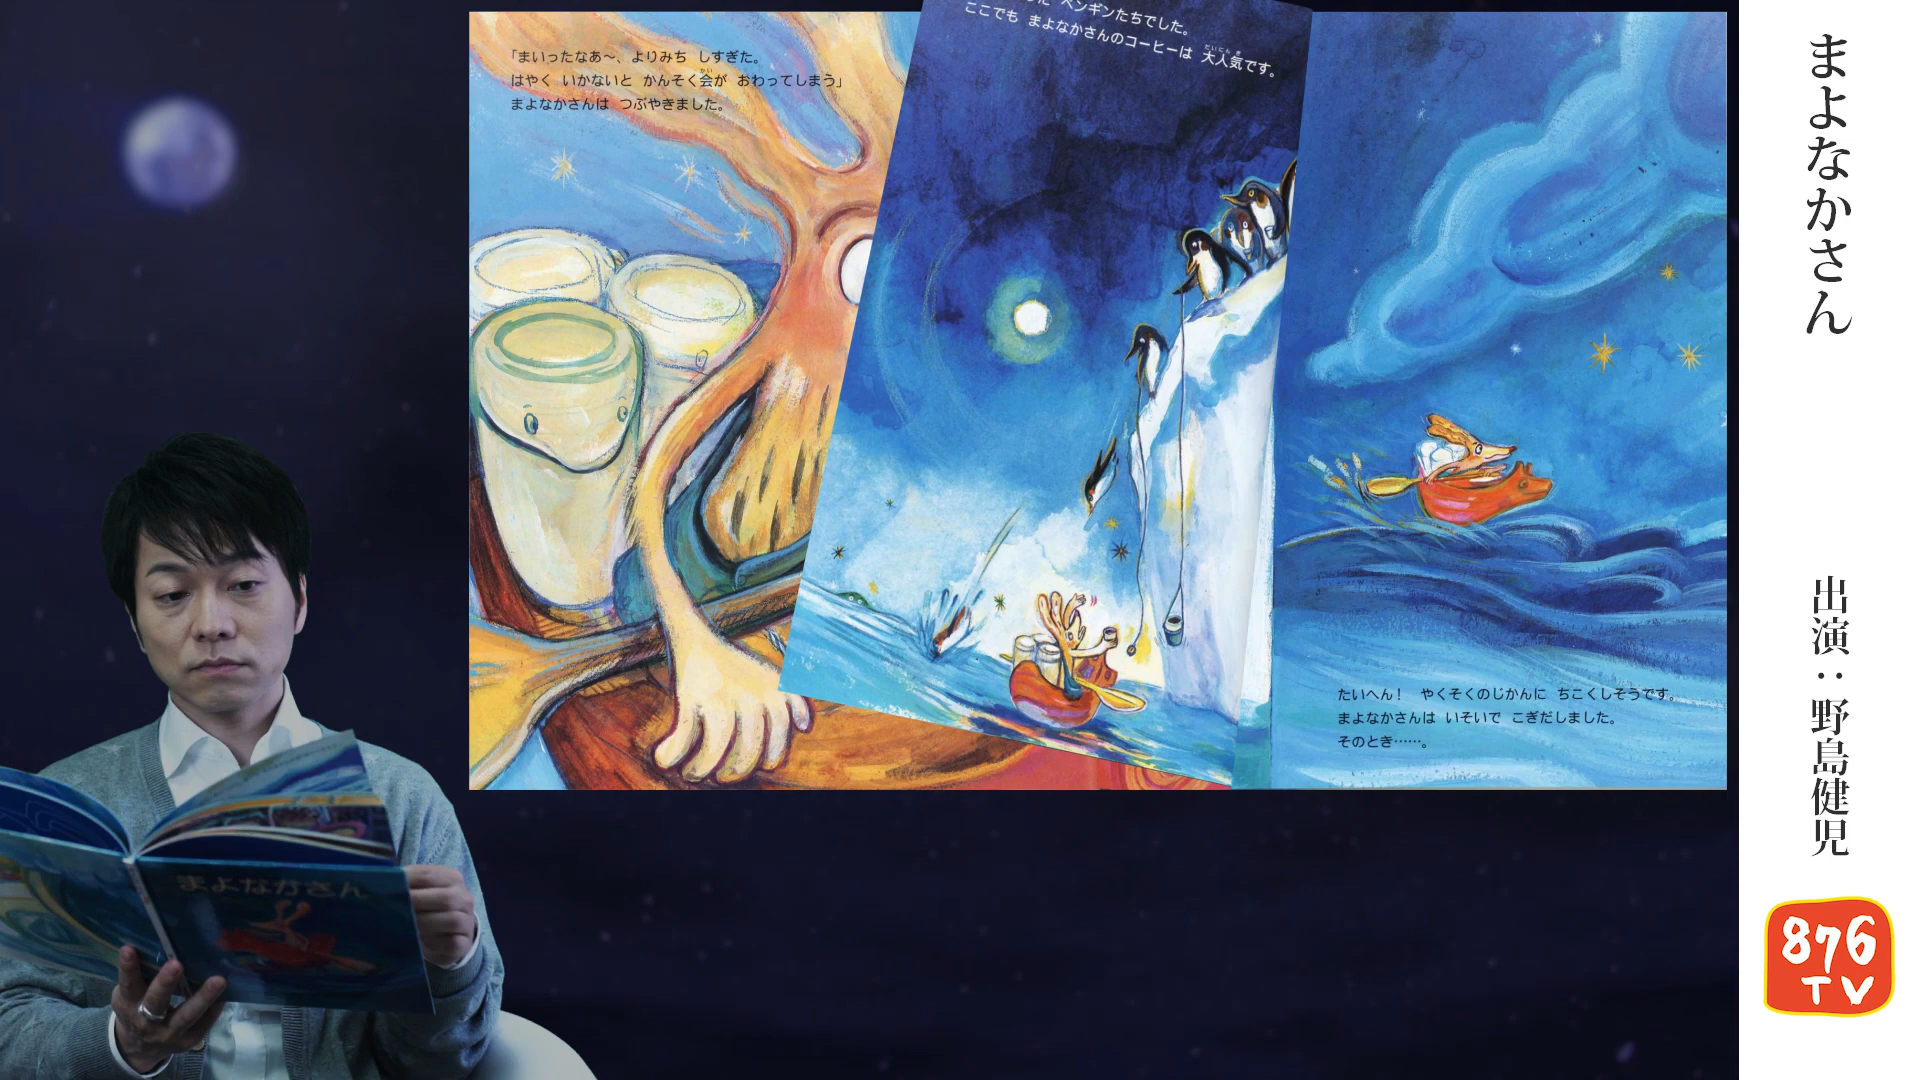 「まいったなあ〜、よりみち しすぎた。
はやく いかないと かんそく会が おわってしまう」
まよなかさんは つぶやきました。
ペンギンたちでした。
ここでも まよなかさんのコーヒーは 大人気です。
たいへん！ やくそくのじかんに ちこくしそうです。
まよなかさんは いそいで こぎだしました。
そのとき……。
まよなかさん
まよなかさん
出演：野島健児
876
TV